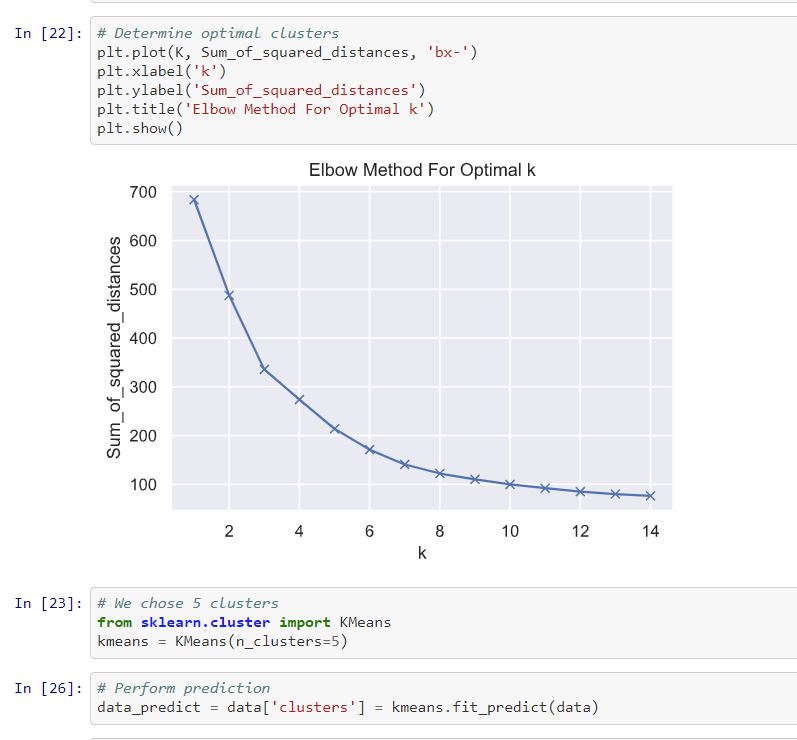 In [22]:
# Determine optimal clusters
plt.plot(K, Sum_of_squared_distances, 'bx-')
plt.xlabel('k')
plt.ylabel('Sum_of_squared_distances')
plt.title('Elbow Method For Optimal k')
plt.show()
Elbow Method For Optimal k
700
600
500
400
300
200
100
Sum_of_squared_distances
2 4 6 8 10 12 14
k
In [23]:
# We chose 5 clusters
from sklearn.cluster import KMeans
kmeans = KMeans(n_clusters=5)
In [26]:
# Perform prediction
data_predict = data['clusters'] = kmeans.fit_predict(data)